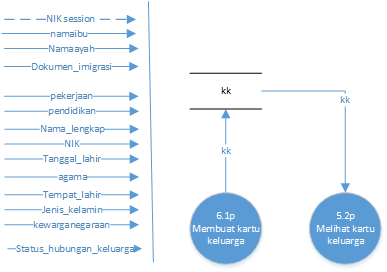 NIK session
namaibu
Namaayah
Dokumen_imigrasi
pekerjaan
pendidikan
Nama_lengkap
NIK
Tanggal_lahir
agama
Tempat_lahir
Jenis_kelamin
kewarganegaraan
Status_hubungan_keluarga
kk
kk
kk
6.1p
Membuat kartu
keluarga
5.2p
Melihat kartu
keluarga